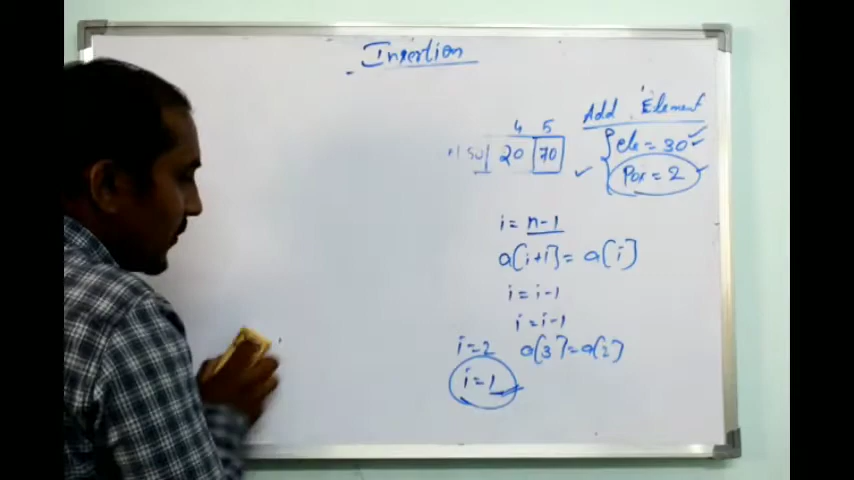 Insertion
Add Element
4 5
20 70
ele = 30
Pos = 2
i = n-1
a[i+1] = a[i]
i = i-1
i = i-1
i=2 a[3]=a[2]
i=1